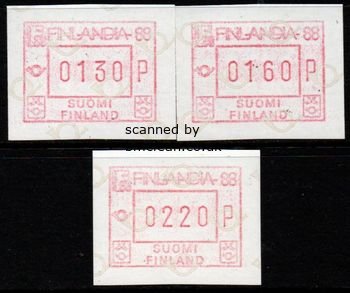 FINLANDIA-88
0130 P
SUOMI
FINLAND
FINLANDIA-88
0160 P
SUOMI
FINLAND
scanned by
FINLANDIA-88
0220 P
SUOMI
FINLAND